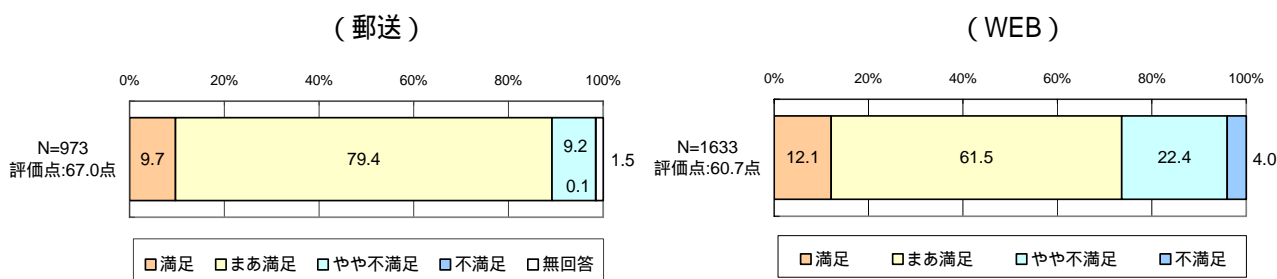 (郵送)
0% 20% 40% 60% 80% 100%
N=973
評価点:67.0点
9.7 79.4 9.2 0.1 1.5
満足 まあ満足 やや不満足 不満足 無回答
(WEB)
0% 20% 40% 60% 80% 100%
N=1633
評価点:60.7点
12.1 61.5 22.4 4.0
満足 まあ満足 やや不満足 不満足